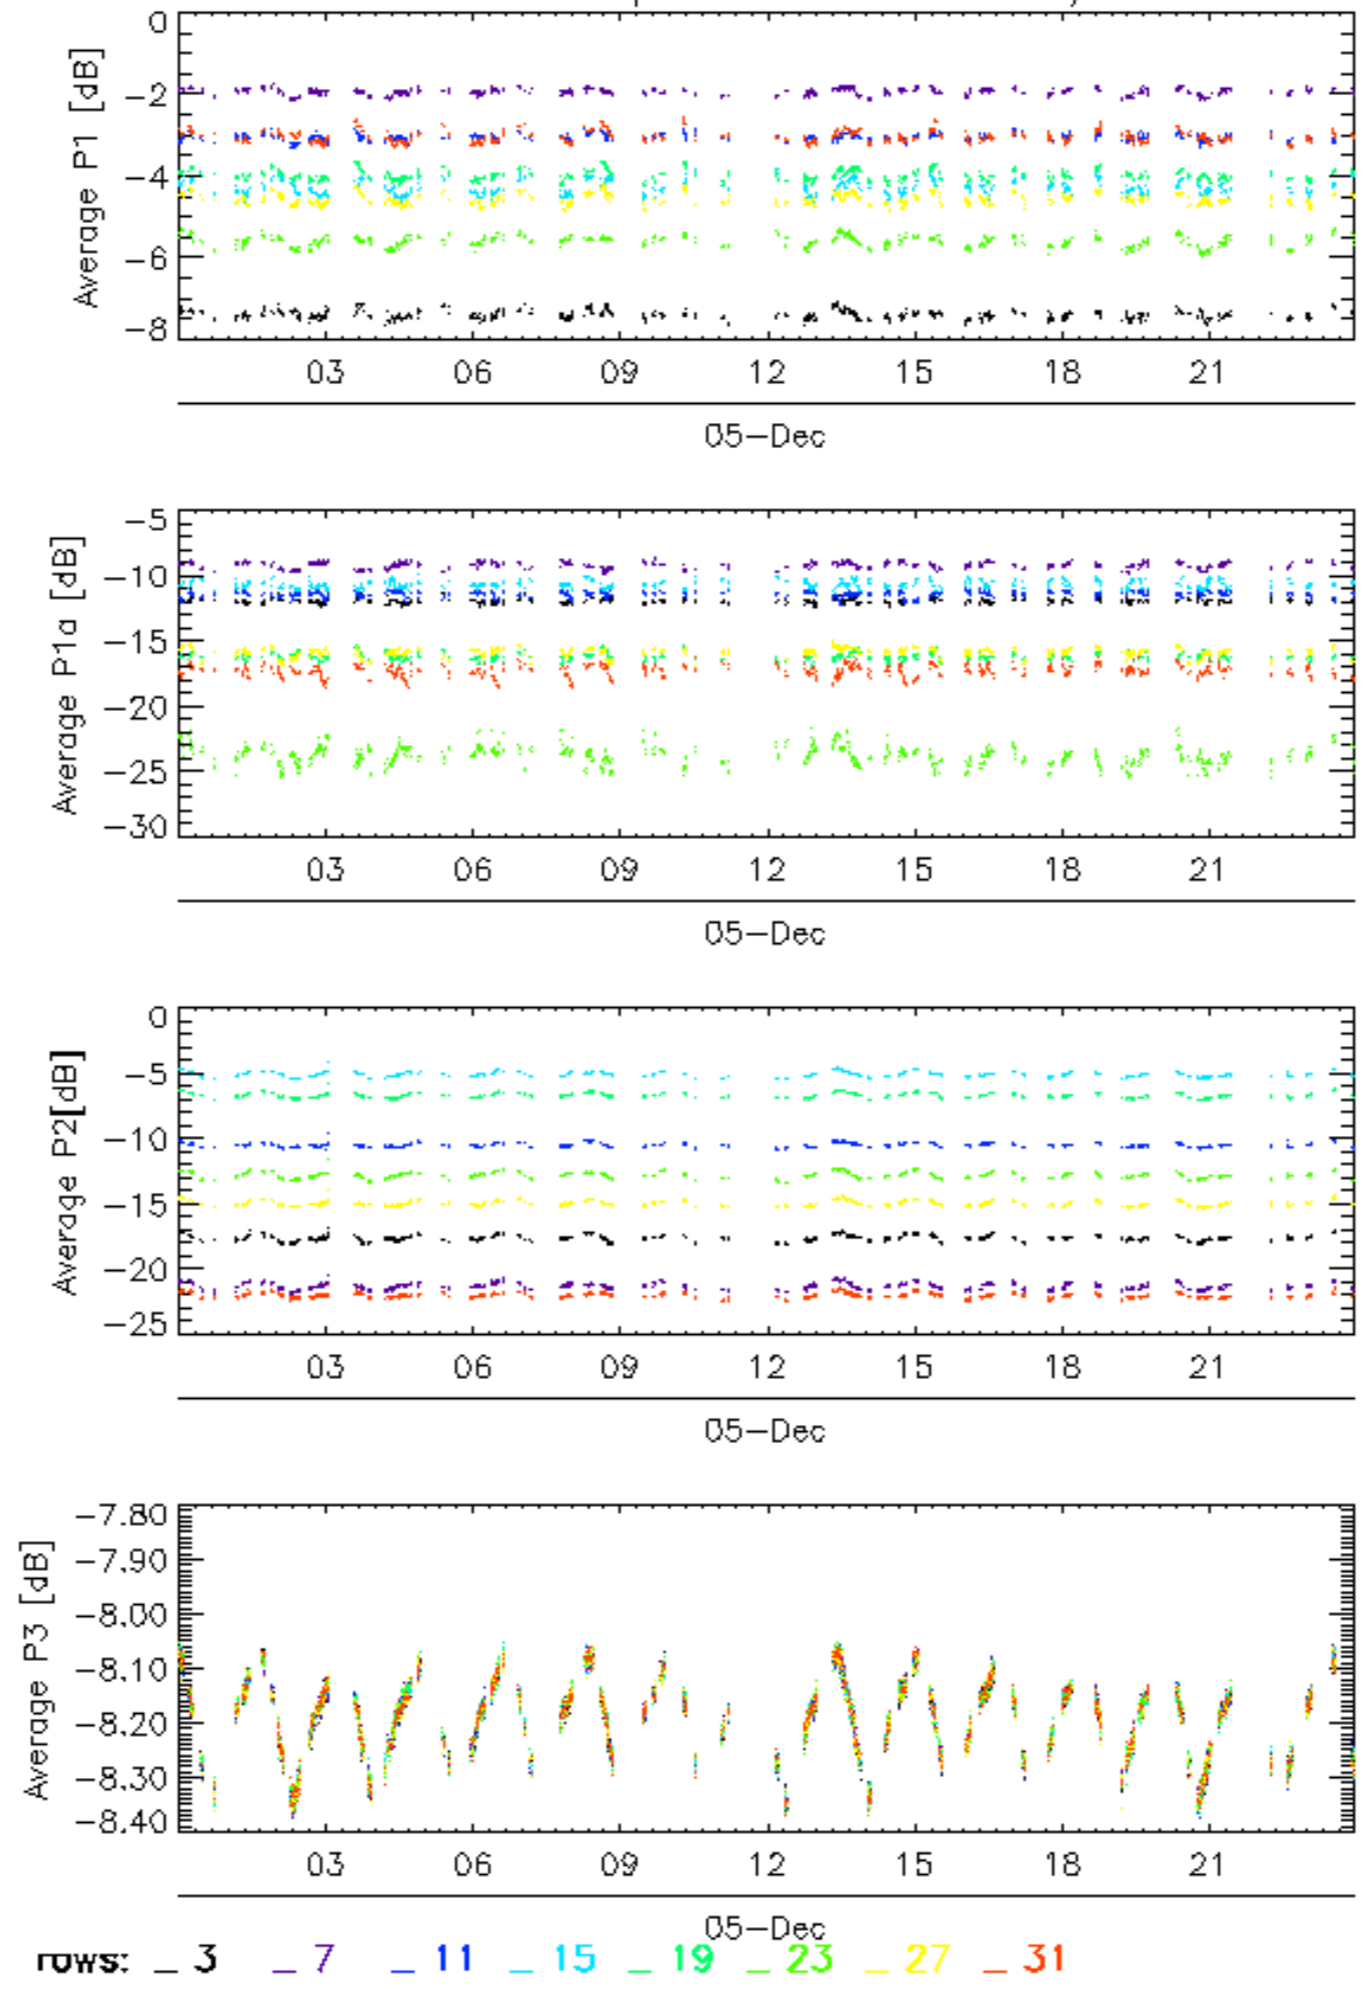 Average P1 [dB]
0
−2
−4
−6
−8
03 06 09 12 15 18 21
05−Dec
Average P1a [dB]
−5
−10
−15
−20
−25
−30
03 06 09 12 15 18 21
05−Dec
Average P2[dB]
0
−5
−10
−15
−20
−25
03 06 09 12 15 18 21
05−Dec
Average P3 [dB]
−7.80
−7.90
−8.00
−8.10
−8.20
−8.30
−8.40
03 06 09 12 15 18 21
05−Dec
rows: _ 3 _ 7 _ 11 _ 15 _ 19 _ 23 _ 27 _ 31